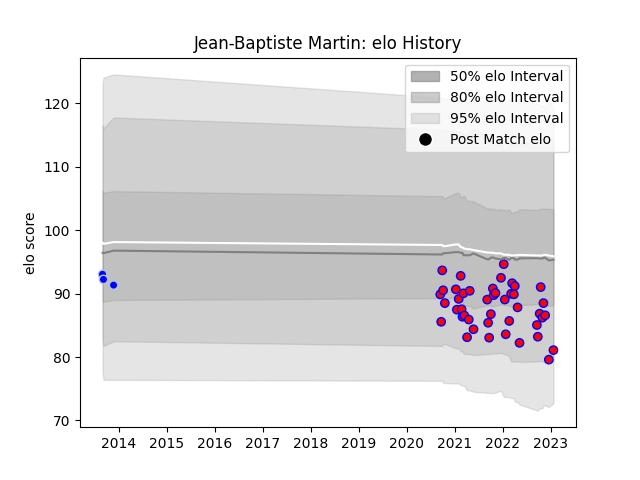 Jean-Baptiste Martin: elo History
elo score
120
110
100
90
80
70
50% elo Interval
80% elo Interval
95% elo Interval
Post Match elo
2014 2015 2016 2017 2018 2019 2020 2021 2022 2023